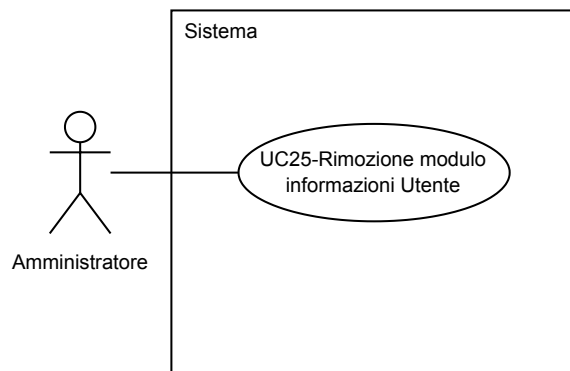 Sistema
UC25-Rimozione modulo
informazioni Utente
Amministratore